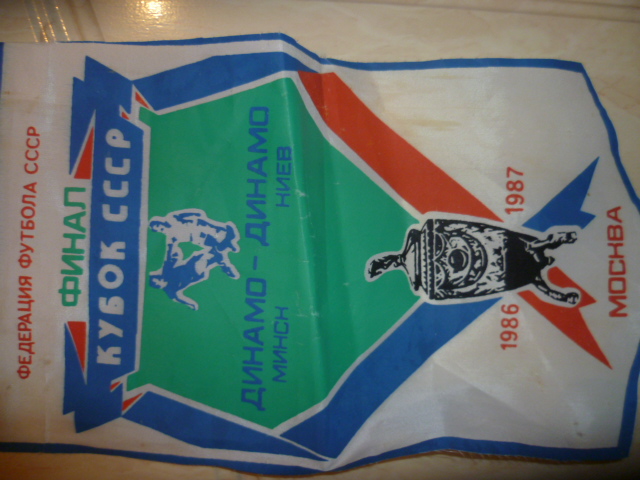 ФЕДЕРАЦИЯ ФУТБОЛА СССР
ФИНАЛ
КУБОК СССР
ДИНАМО – ДИНАМО
МИНСК КИЕВ
1986 1987
МОСКВА